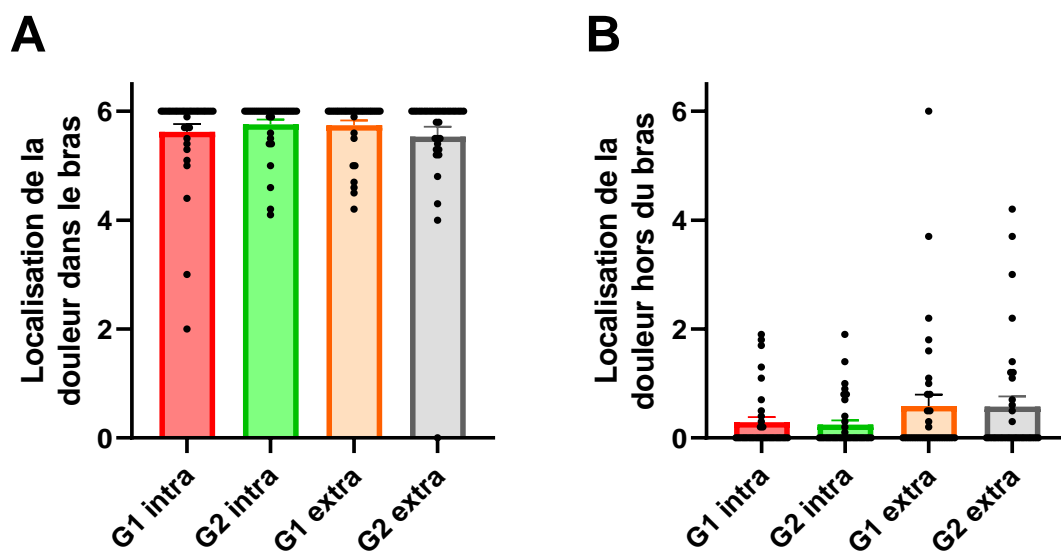 A
Localisation de la
douleur dans le bras
6
4
2
0
G1 intra
G2 intra
G1 extra
G2 extra
B
Localisation de la
douleur hors du bras
6
4
2
0
G1 intra
G2 intra
G1 extra
G2 extra